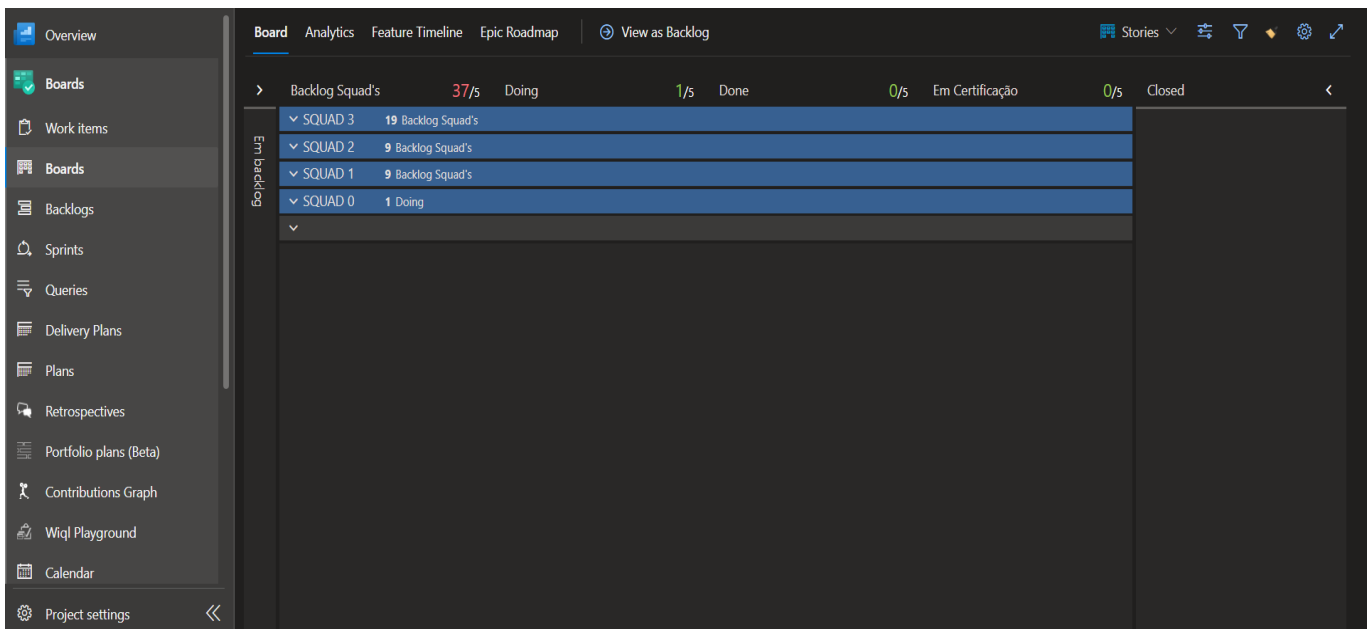 Overview
Boards
Work items
Boards
Backlogs
Sprints
Queries
Delivery Plans
Plans
Retrospectives
Portfolio plans (Beta)
Contributions Graph
Wiql Playground
Calendar
Project settings
Board Analytics Feature Timeline Epic Roadmap View as Backlog Stories
Backlog Squad's 37/5 Doing 1/5 Done 0/5 Em Certificação 0/5 Closed
Em backlog
SQUAD 3 19 Backlog Squad's
SQUAD 2 9 Backlog Squad's
SQUAD 1 9 Backlog Squad's
SQUAD 0 1 Doing